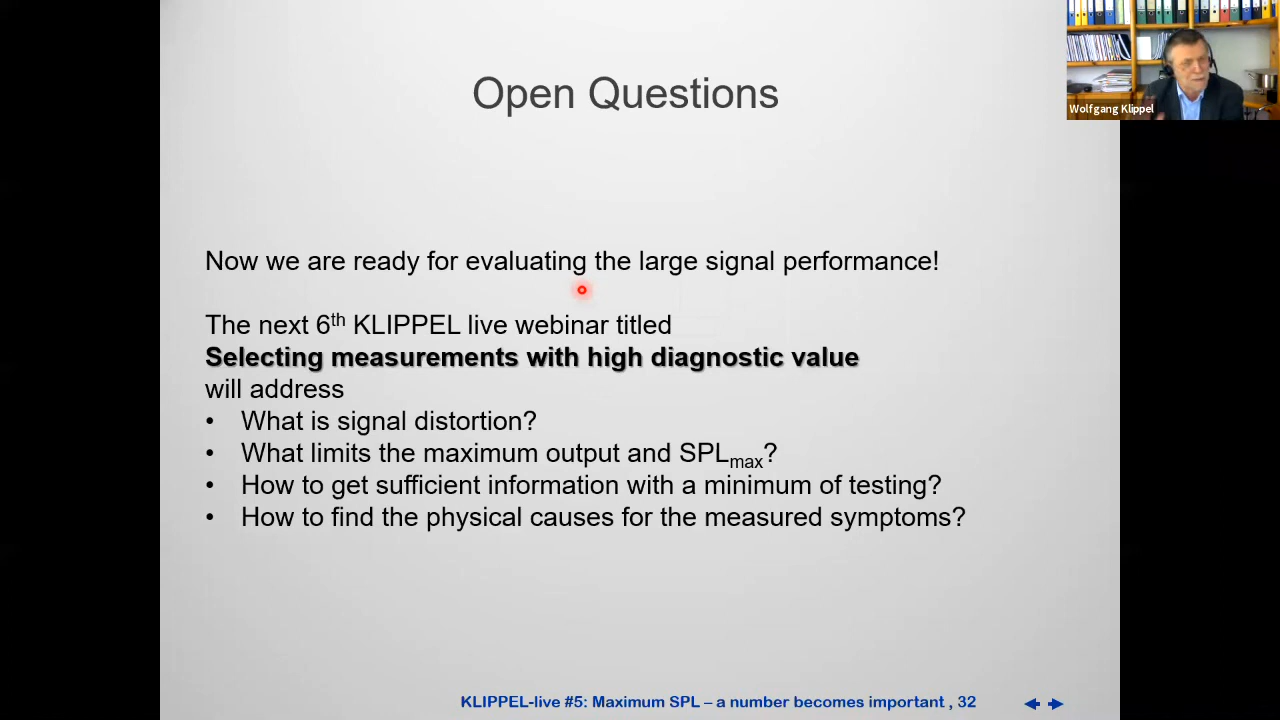 Open Questions
Wolfgang Klippel
Now we are ready for evaluating the large signal performance!
The next 6th KLIPPEL live webinar titled
Selecting measurements with high diagnostic value
will address
• What is signal distortion?
• What limits the maximum output and SPLmax?
• How to get sufficient information with a minimum of testing?
• How to find the physical causes for the measured symptoms?
KLIPPEL-live #5: Maximum SPL – a number becomes important , 32